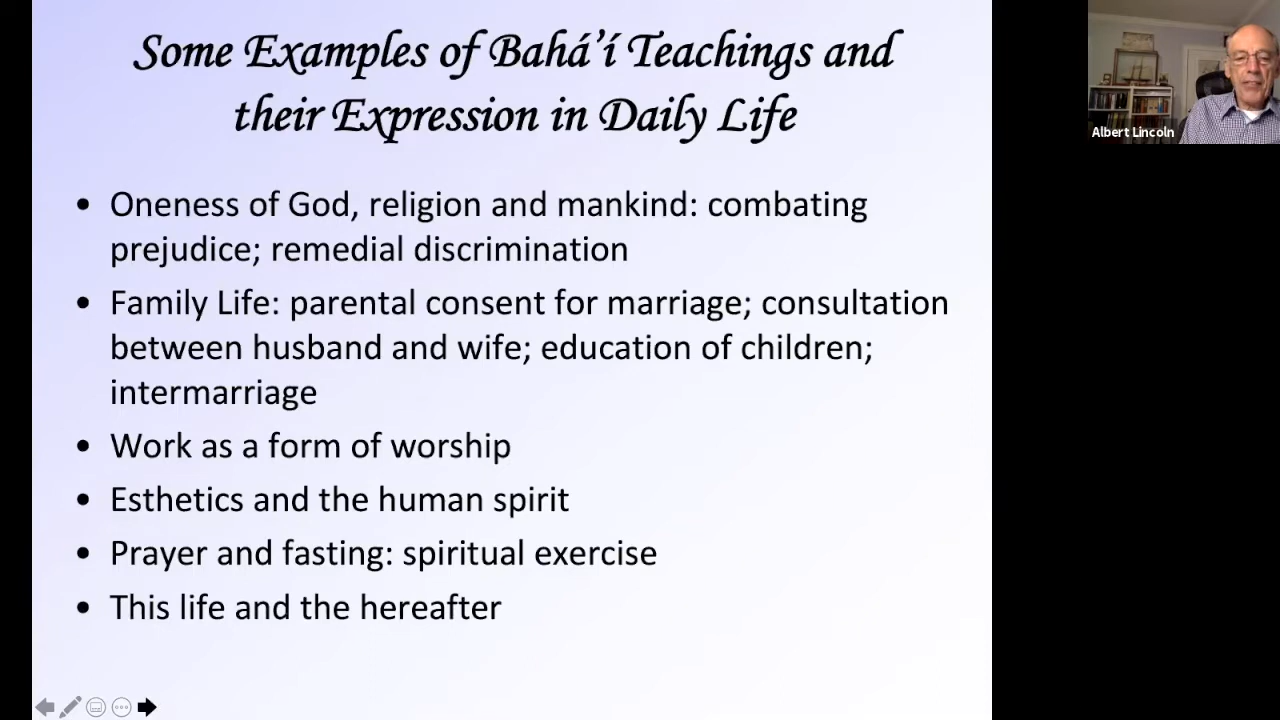 Some Examples of Bahá’í Teachings and
their Expression in Daily Life
• Oneness of God, religion and mankind: combating
prejudice; remedial discrimination
• Family Life: parental consent for marriage; consultation
between husband and wife; education of children;
intermarriage
• Work as a form of worship
• Esthetics and the human spirit
• Prayer and fasting: spiritual exercise
• This life and the hereafter
Albert Lincoln